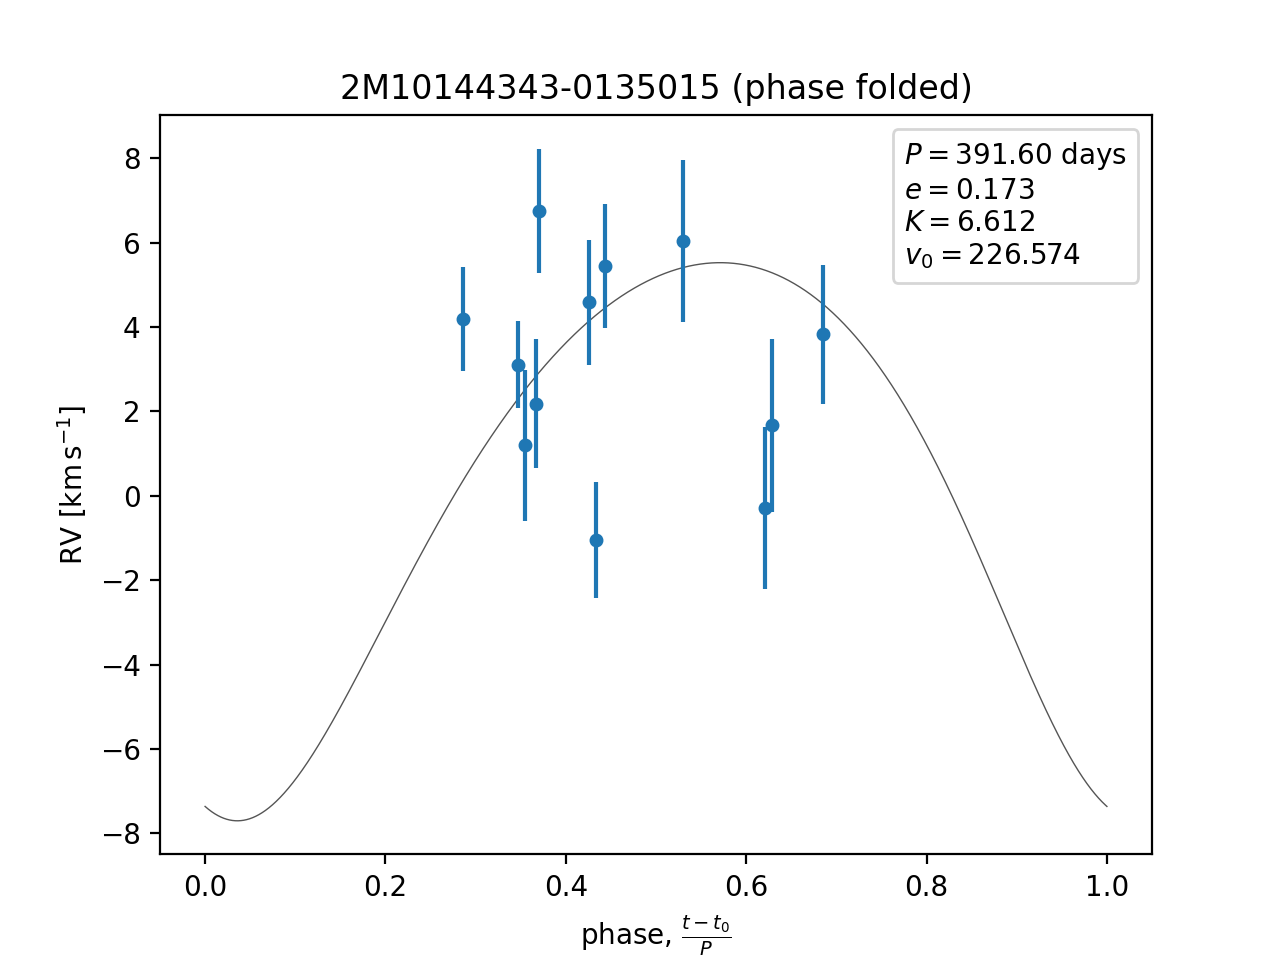 2M10144343-0135015 (phase folded)
P = 391.60 days
e = 0.173
K = 6.612
v₀ = 226.574
8
6
4
2
0
−2
−4
−6
−8
RV [km s⁻¹]
0.0 0.2 0.4 0.6 0.8 1.0
phase, (t − t₀)/P